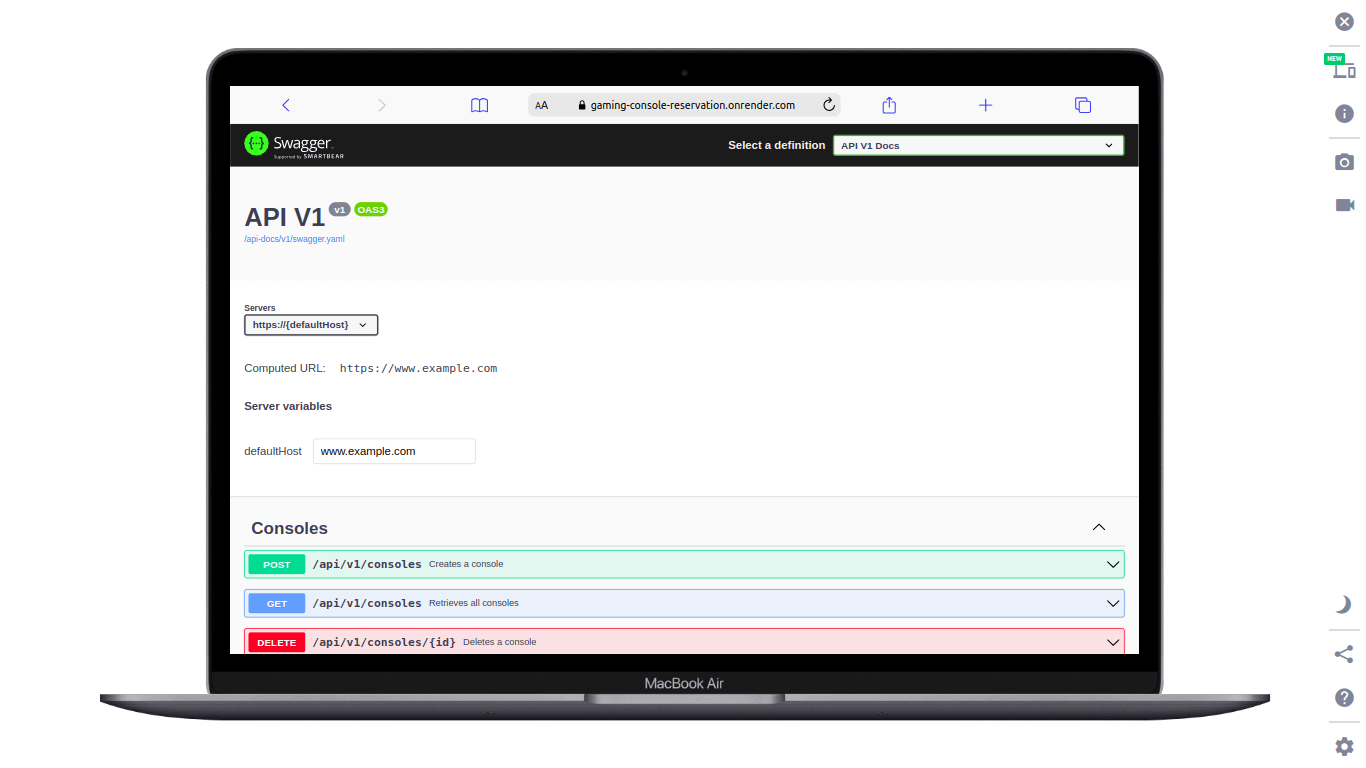 NEW
AA gaming-console-reservation.onrender.com
Swagger.
Supported by SMARTBEAR
Select a definition API V1 Docs
API V1 v1 OAS3
/api-docs/v1/swagger.yaml
Servers
https://{defaultHost}
Computed URL: https://www.example.com
Server variables
defaultHost www.example.com
Consoles
POST /api/v1/consoles Creates a console
GET /api/v1/consoles Retrieves all consoles
DELETE /api/v1/consoles/{id} Deletes a console
MacBook Air